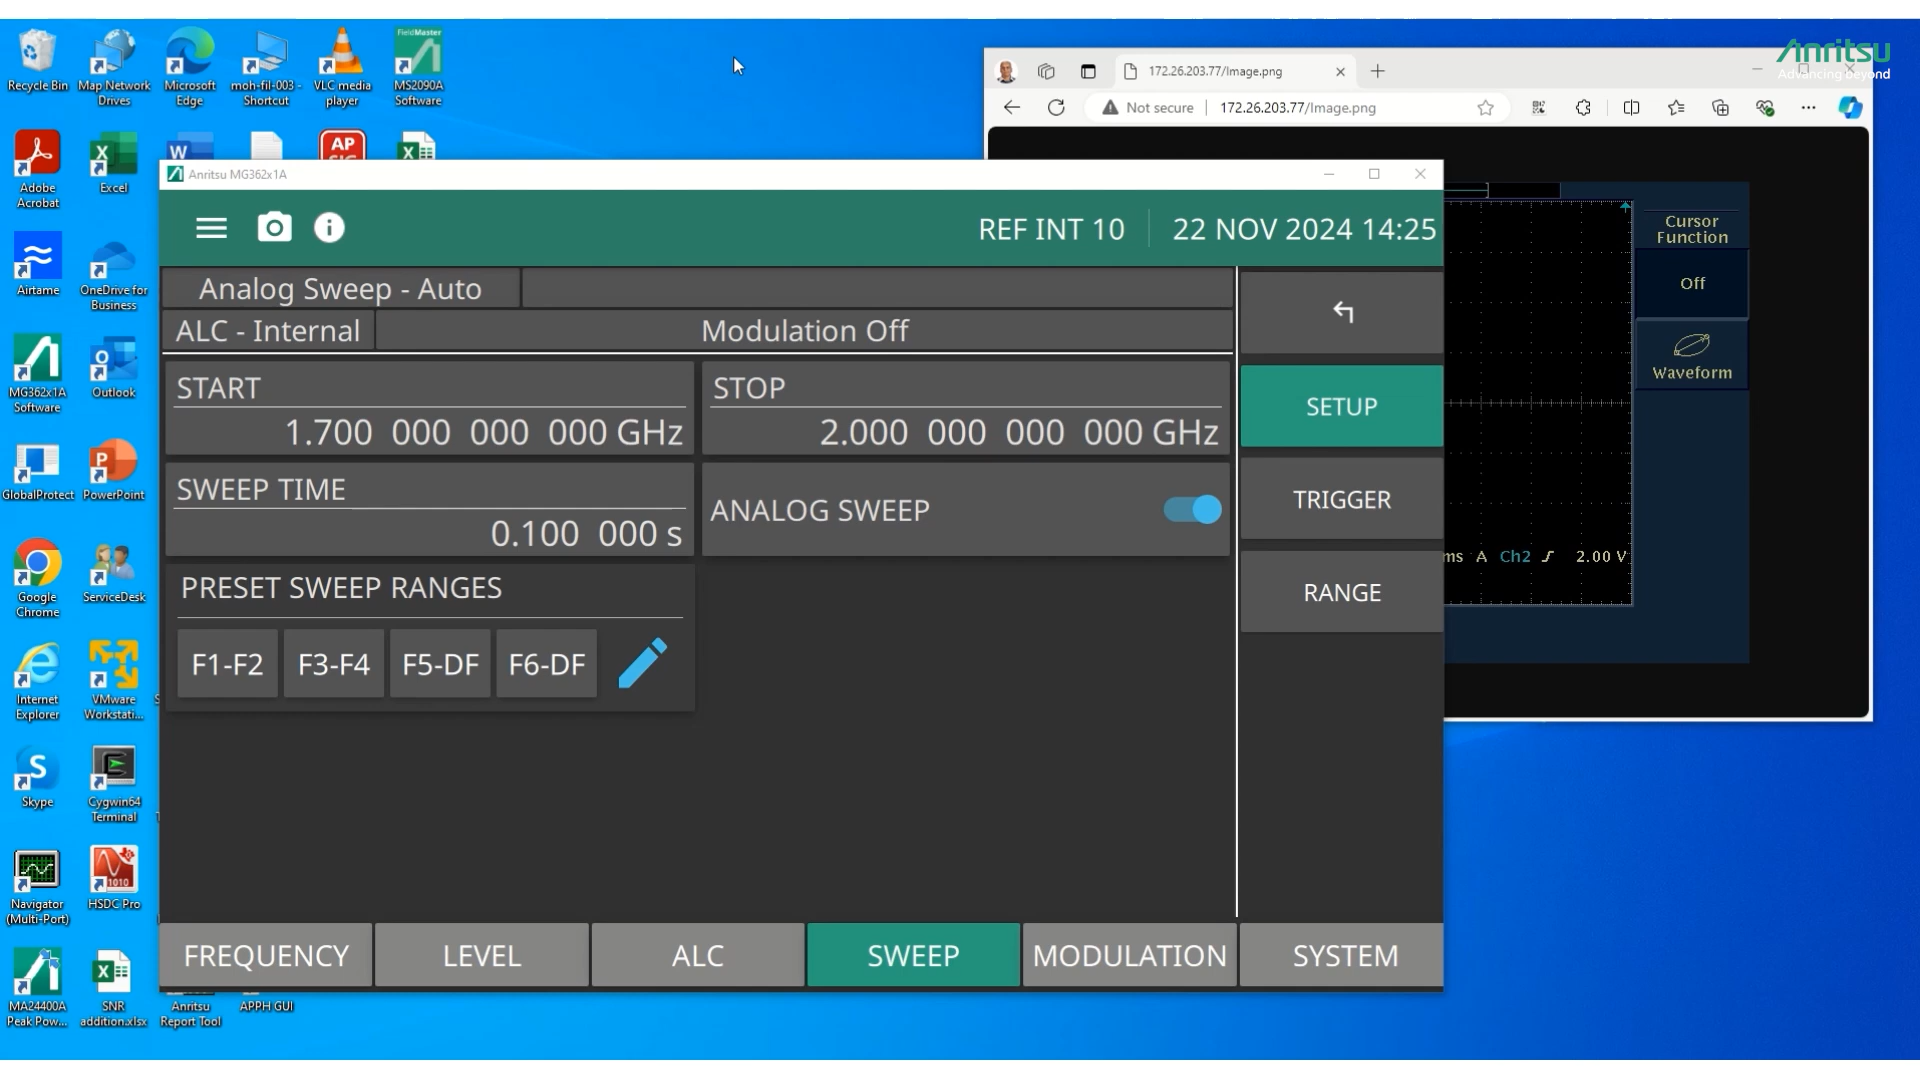 Recycle Bin
Map Network
Drives
Microsoft
Edge
moh-fil-003 -
Shortcut
VLC media
player
FieldMaster
MS2090A
Software
Adobe
Acrobat
Excel
AP
Airtame
OneDrive for
Business
MG362x1A
Software
Outlook
GlobalProtect
PowerPoint
Google
Chrome
ServiceDesk
Internet
Explorer
VMware
Workstati...
Skype
Cygwin64
Terminal
Navigator
(Multi-Port)
HSDC Pro
MA24400A
Peak Pow...
SNR
addition.xlsx
Anritsu
Report Tool
APPH GUI
172.26.203.77/Image.png
Not secure
172.26.203.77/Image.png
Anritsu
Advancing beyond
Anritsu MG362x1A
REF INT 10
22 NOV 2024 14:25
Analog Sweep - Auto
ALC - Internal
Modulation Off
START
1.700 000 000 000 GHz
STOP
2.000 000 000 000 GHz
SWEEP TIME
0.100 000 s
ANALOG SWEEP
PRESET SWEEP RANGES
F1-F2
F3-F4
F5-DF
F6-DF
SETUP
TRIGGER
RANGE
FREQUENCY
LEVEL
ALC
SWEEP
MODULATION
SYSTEM
Cursor
Function
Off
Waveform
ms A Ch2 2.00 V